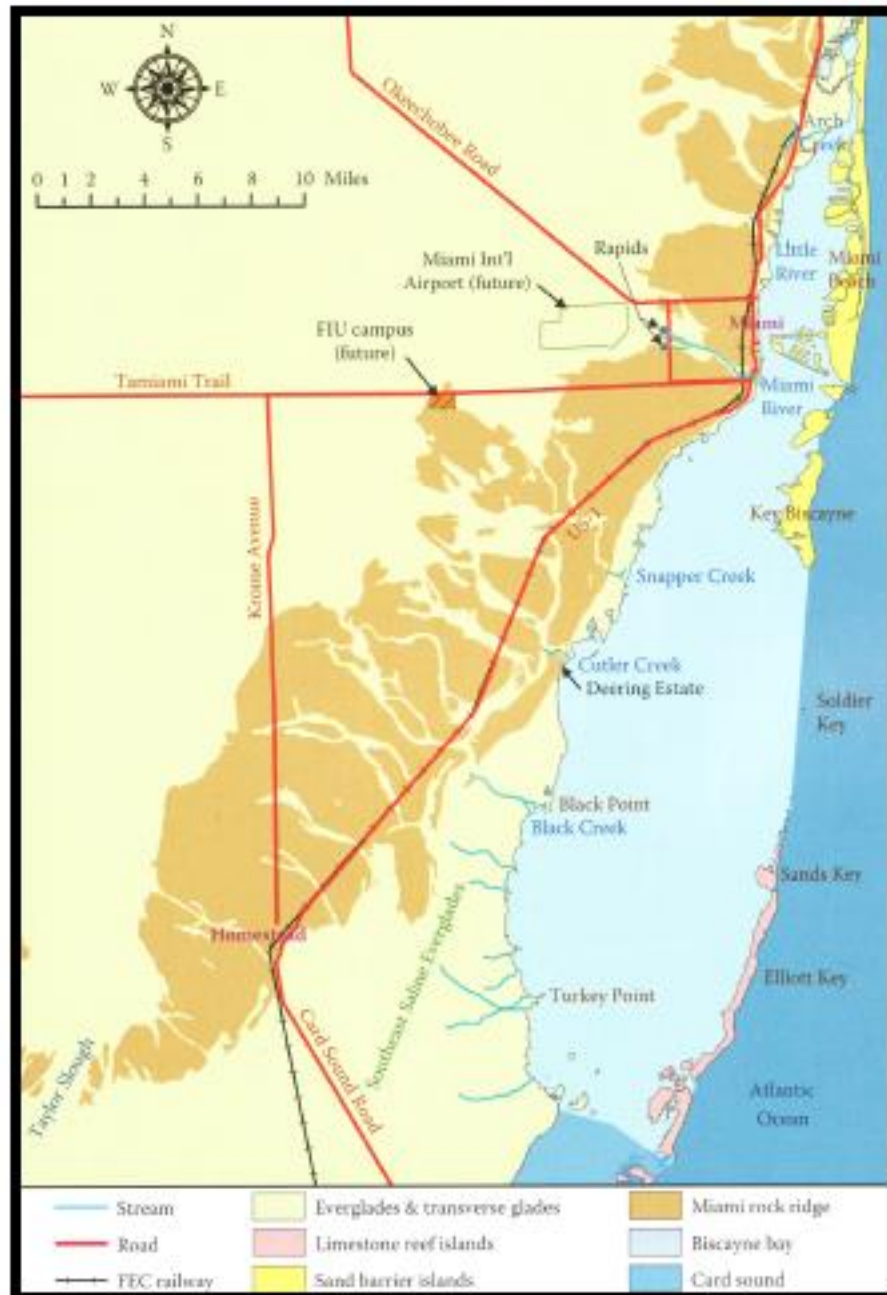 N
W E
S
0 1 2 4 6 8 10 Miles
Okeechobee Road
Arch
Creek
Rapids
Little
River
Miami
Beach
Miami Int'l
Airport (future)
Miami
FIU campus
(future)
Tamiami Trail
Miami
River
Krome Avenue
US-1
Key Biscayne
Snapper Creek
Cutler Creek
Deering Estate
Soldier
Key
Black Point
Black Creek
Sands Key
Homestead
Southeast Saline Everglades
Elliott Key
Turkey Point
Card Sound Road
Taylor Slough
Atlantic
Ocean
Stream
Everglades & transverse glades
Miami rock ridge
Road
Limestone reef islands
Biscayne bay
FEC railway
Sand barrier islands
Card sound